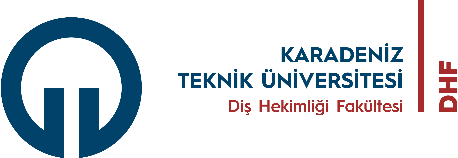 KARADENİZ
TEKNİK ÜNİVERSİTESİ
Diş Hekimliği Fakültesi
DHF